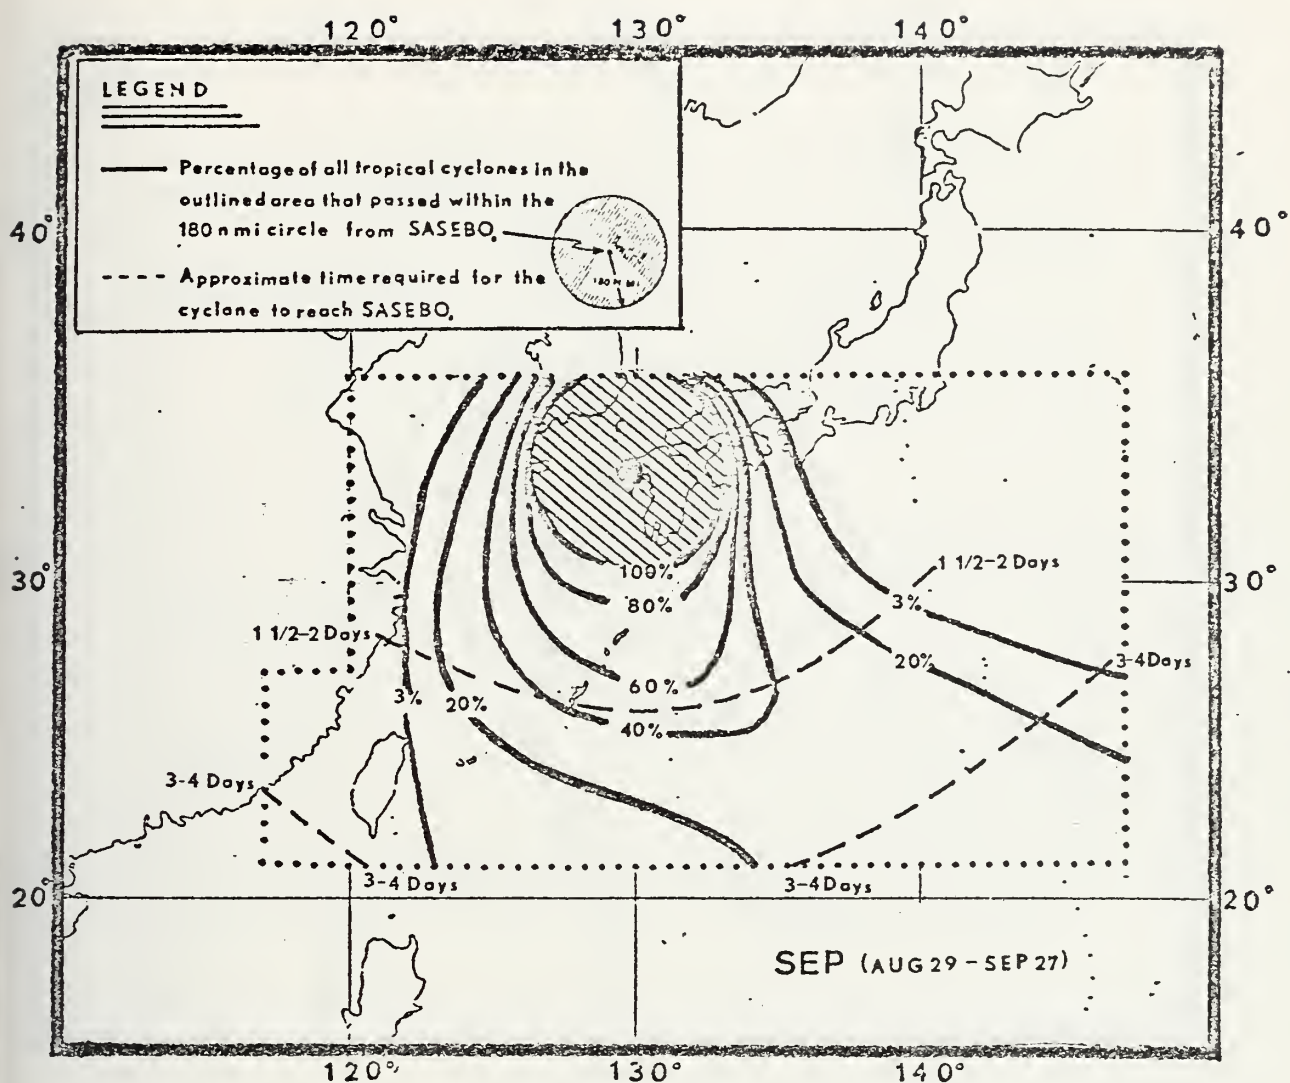 120° 130° 140°
LEGEND
Percentage of all tropical cyclones in the
outlined area that passed within the
180 nmi circle from SASEBO.
180 N MI
Approximate time required for the
cyclone to reach SASEBO.
40° 40°
100%
80%
60%
40%
30° 30°
1 1/2-2 Days
3%
20%
3-4 Days
1 1/2-2 Days
3% 20%
3-4 Days
3-4 Days
3-4 Days
20° 20°
SEP (AUG 29 - SEP 27)
120° 130° 140°